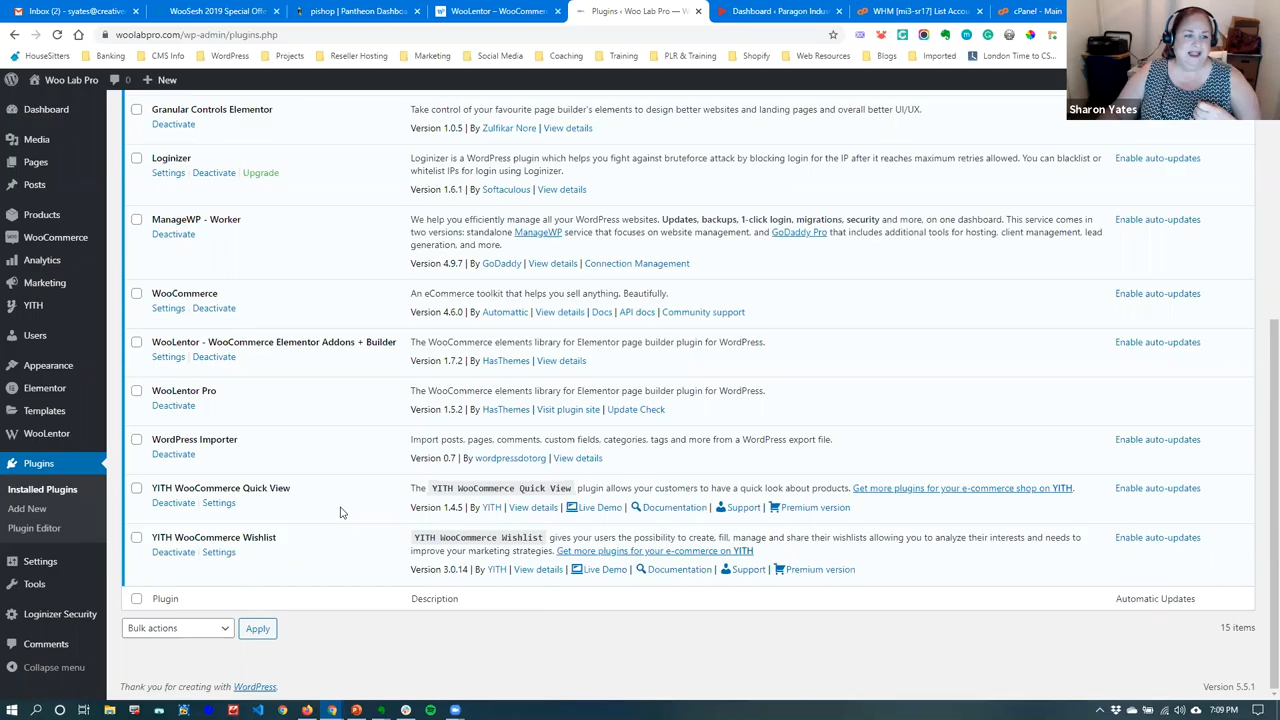 Inbox (2) - syates@creative
WooSesh 2019 Special Off
pishop | Pantheon Dashboa
WooLentor – WooCommerc
Plugins ‹ Woo Lab Pro — W
Dashboard ‹ Paragon Indus
WHM [mi3-sr17] List Accou
cPanel - Main
woolabpro.com/wp-admin/plugins.php
HouseSitters
Banking
CMS Info
WordPress
Projects
Reseller Hosting
Marketing
Social
Coaching
Training
PLR & Training
Shopify
Web Resources
Blogs
Imported
London Time to CS...
Sharon Yates
Woo Lab Pro
0
New
Dashboard
Media
Pages
Posts
Products
WooCommerce
Analytics
Marketing
YITH
Users
Appearance
Elementor
Templates
WooLentor
Plugins
Installed Plugins
Add New
Plugin Editor
Settings
Tools
Loginizer Security
Comments
Collapse menu
Granular Controls Elementor
Deactivate
Take control of your favourite page builder's elements to design better websites and landing pages and overall better UI/UX.
Version 1.0.5 | By Zulfikar Nore | View details
Loginizer
Settings | Deactivate | Upgrade
Loginizer is a WordPress plugin which helps you fight against bruteforce attack by blocking login for the IP after it reaches maximum retries allowed. You can blacklist or
whitelist IPs for login using Loginizer.
Version 1.6.1 | By Softaculous | View details
Enable auto-updates
ManageWP - Worker
Deactivate
We help you efficiently manage all your WordPress websites. Updates, backups, 1-click login, migrations, security and more, on one dashboard. This service comes in
two versions: standalone ManageWP service that focuses on website management, and GoDaddy Pro that includes additional tools for hosting, client management, lead
generation, and more.
Version 4.9.7 | By GoDaddy | View details | Connection Management
Enable auto-updates
WooCommerce
Settings | Deactivate
An eCommerce toolkit that helps you sell anything. Beautifully.
Version 4.6.0 | By Automattic | View details | Docs | API docs | Community support
Enable auto-updates
WooLentor - WooCommerce Elementor Addons + Builder
Settings | Deactivate
The WooCommerce elements library for Elementor page builder plugin for WordPress.
Version 1.7.2 | By HasThemes | View details
Enable auto-updates
WooLentor Pro
Deactivate
The WooCommerce elements library for Elementor page builder plugin for WordPress.
Version 1.5.2 | By HasThemes | Visit plugin site | Update Check
WordPress Importer
Deactivate
Import posts, pages, comments, custom fields, categories, tags and more from a WordPress export file.
Version 0.7 | By wordpressdotorg | View details
Enable auto-updates
YITH WooCommerce Quick View
Deactivate | Settings
The YITH WooCommerce Quick View plugin allows your customers to have a quick look about products. Get more plugins for your e-commerce shop on YITH.
Version 1.4.5 | By YITH | View details | Live Demo | Documentation | Support | Premium version
Enable auto-updates
YITH WooCommerce Wishlist
Deactivate | Settings
YITH WooCommerce Wishlist gives your users the possibility to create, fill, manage and share their wishlists allowing you to analyze their interests and needs to
improve your marketing strategies. Get more plugins for your e-commerce on YITH
Version 3.0.14 | By YITH | View details | Live Demo | Documentation | Support | Premium version
Enable auto-updates
Plugin
Description
Automatic Updates
Bulk actions
Apply
15 items
Thank you for creating with WordPress.
Version 5.5.1
7:09 PM